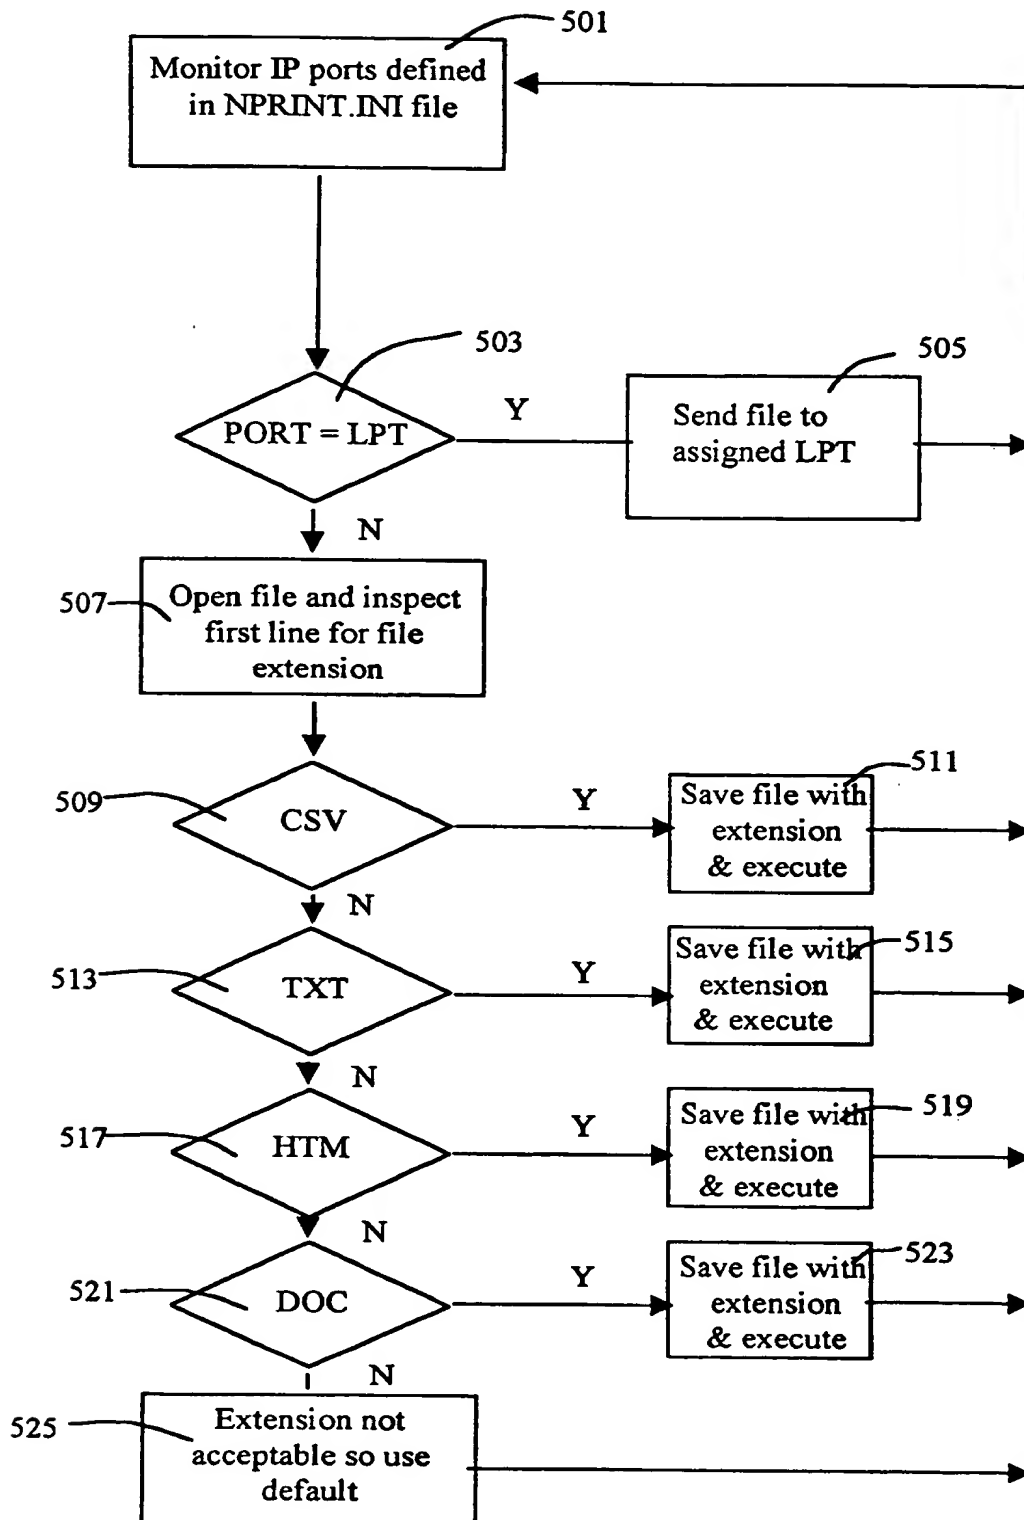 501
Monitor IP ports defined
in NPRINT.INI file
503
505
PORT = LPT
Y
Send file to
assigned LPT
N
507
Open file and inspect
first line for file
extension
509
CSV
Y
511
Save file with
extension
& execute
N
513
TXT
Y
515
Save file with
extension
& execute
N
517
HTM
Y
519
Save file with
extension
& execute
N
521
DOC
Y
523
Save file with
extension
& execute
N
525
Extension not
acceptable so use
default